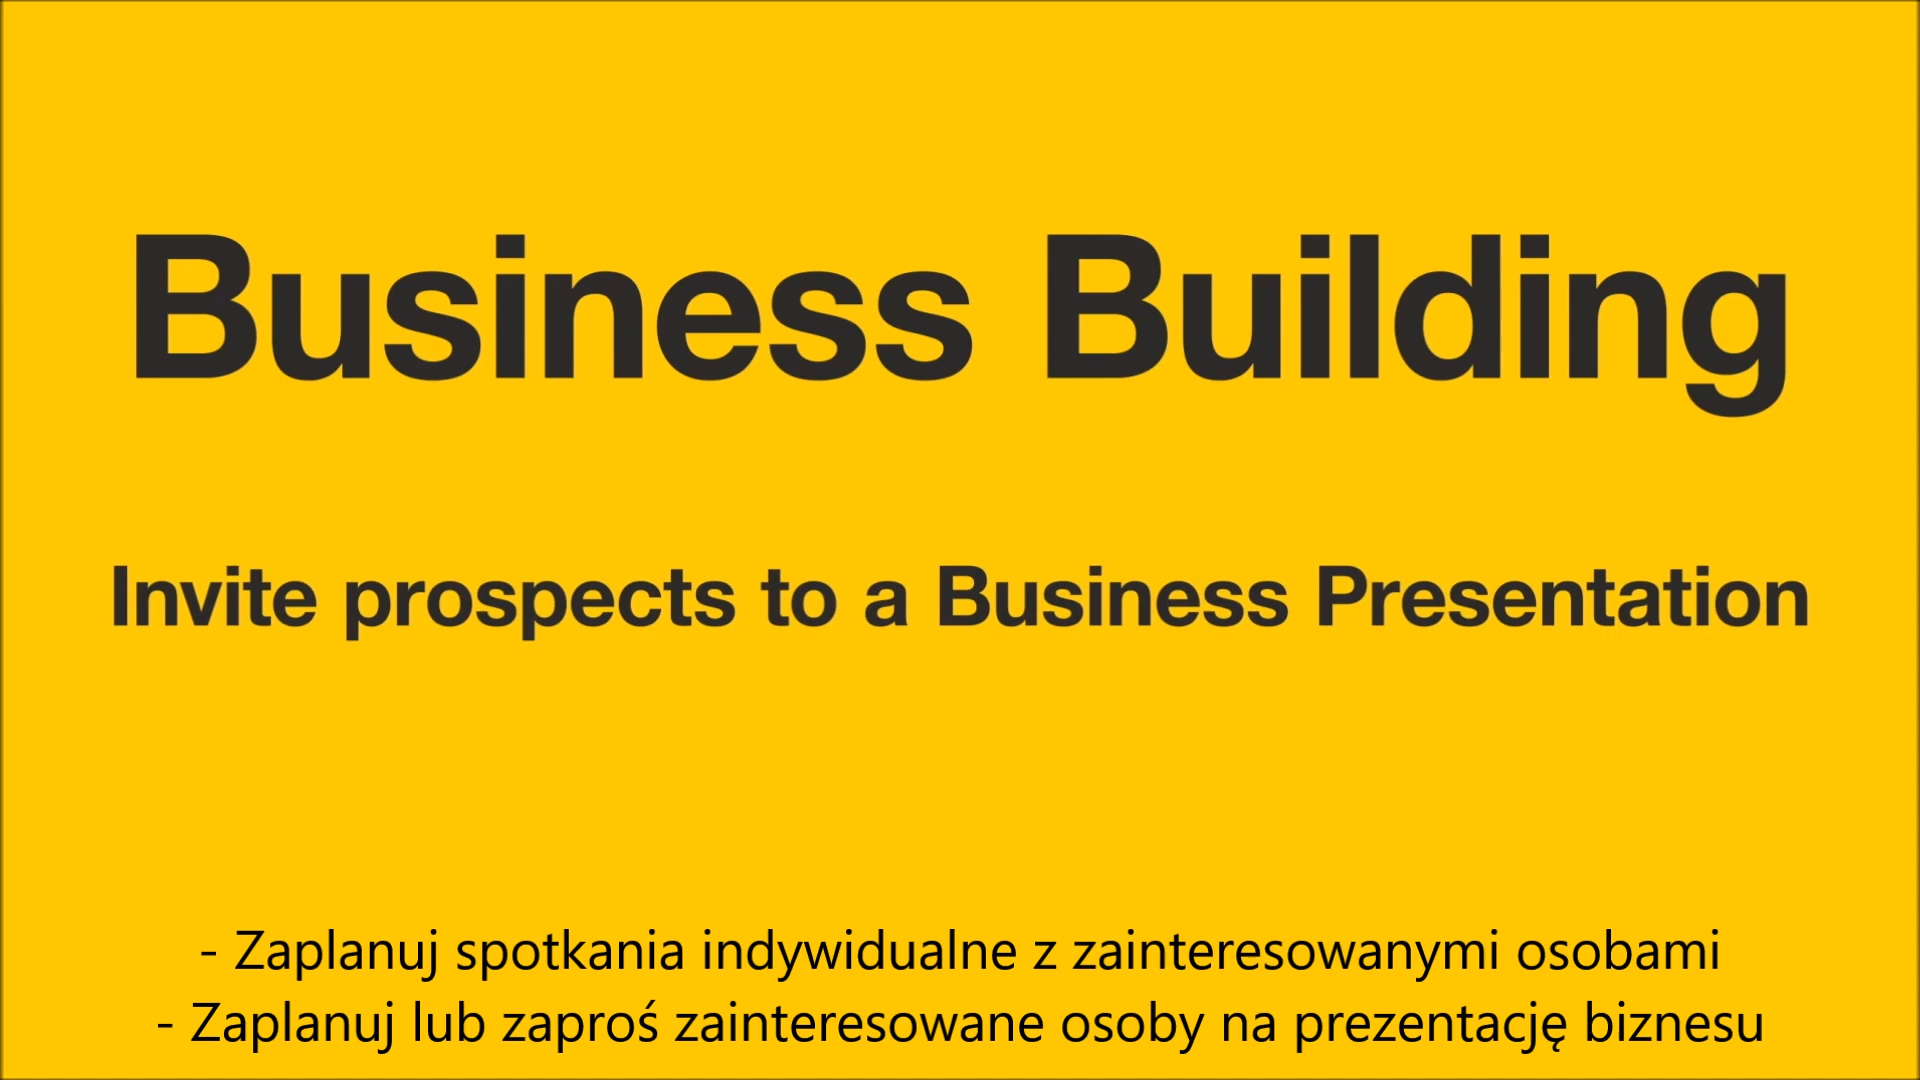 Business Building
Invite prospects to a Business Presentation
- Zaplanuj spotkania indywidualne z zainteresowanymi osobami
- Zaplanuj lub zaproś zainteresowane osoby na prezentację biznesu